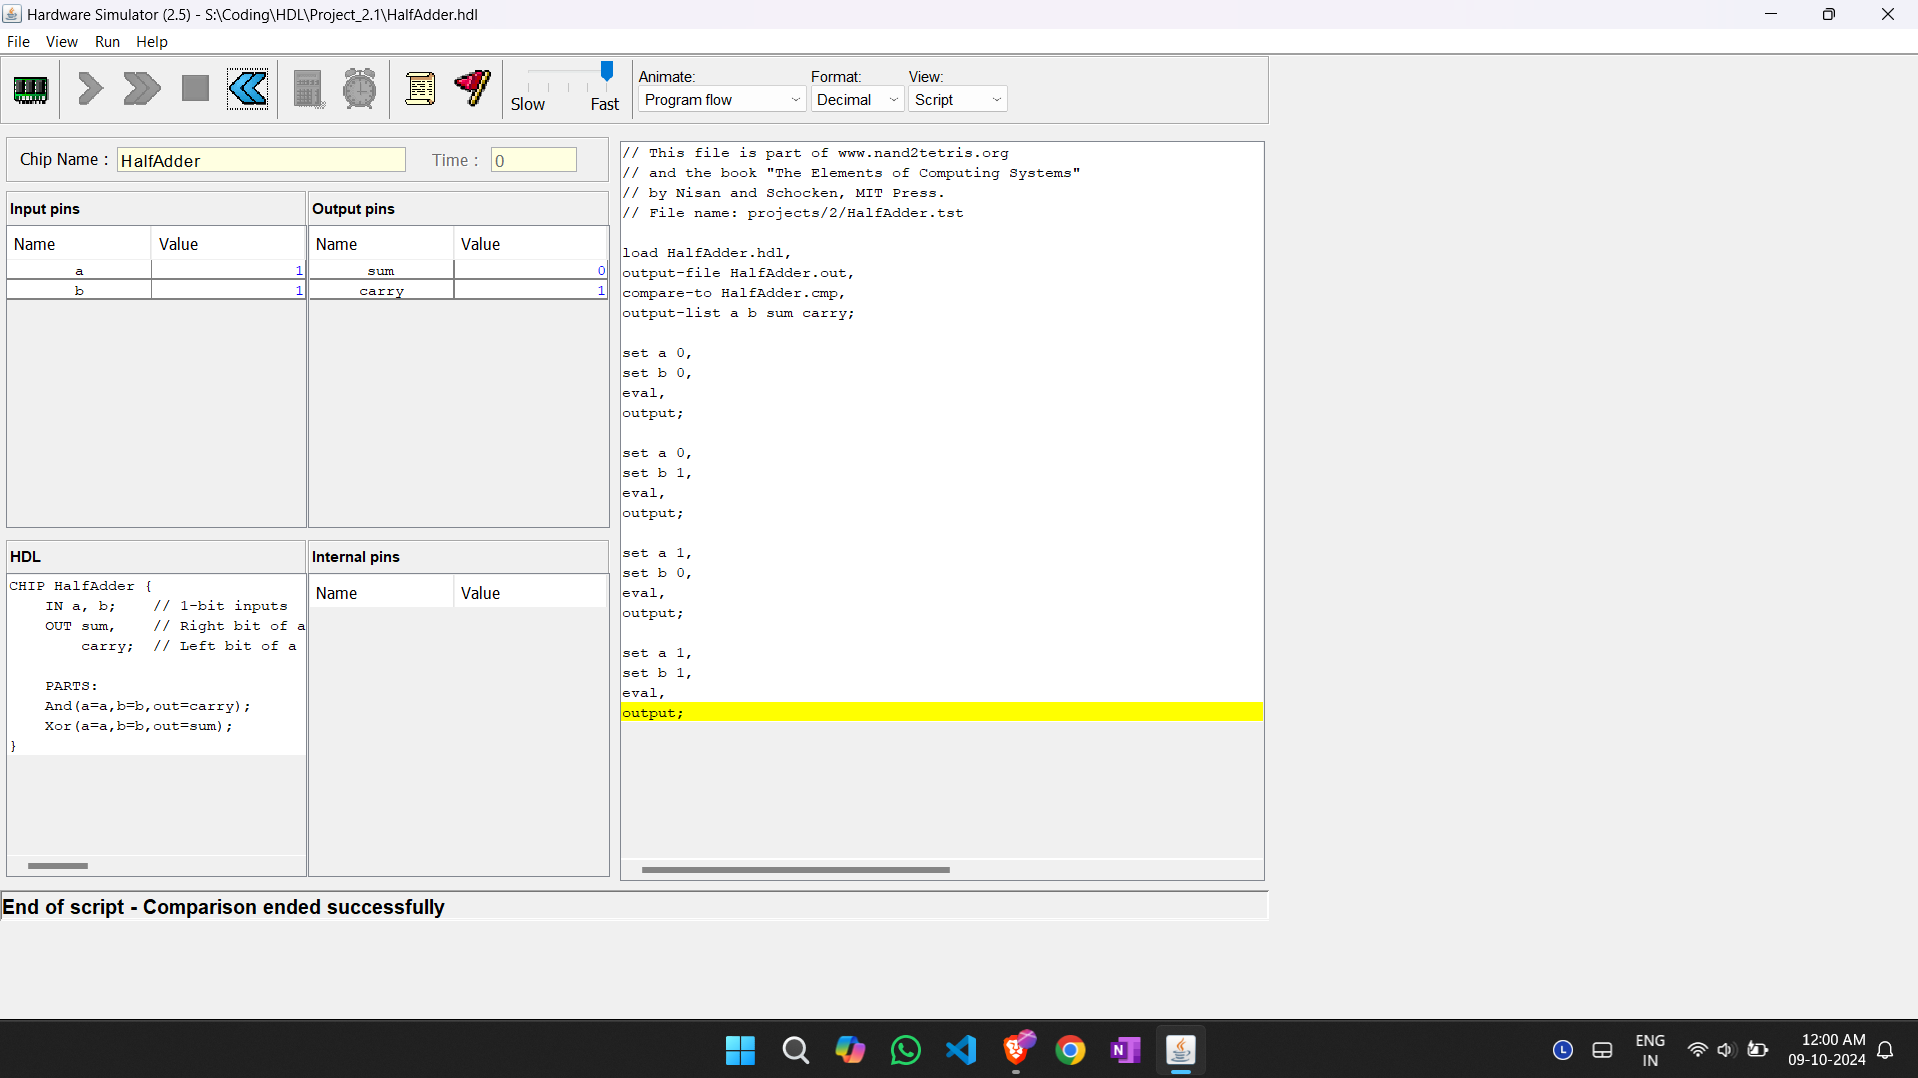 Hardware Simulator (2.5) - S:\Coding\HDL\Project_2.1\HalfAdder.hdl
File View Run Help
Slow Fast
Animate: Format: View:
Program flow Decimal Script
Chip Name : HalfAdder Time : 0
Input pins
Name Value
a 1
b 1
Output pins
Name Value
sum 0
carry 1
HDL
CHIP HalfAdder {
IN a, b; // 1-bit inputs
OUT sum, // Right bit of a
carry; // Left bit of a
PARTS:
And(a=a,b=b,out=carry);
Xor(a=a,b=b,out=sum);
}
Internal pins
Name Value
// This file is part of www.nand2tetris.org
// and the book "The Elements of Computing Systems"
// by Nisan and Schocken, MIT Press.
// File name: projects/2/HalfAdder.tst
load HalfAdder.hdl,
output-file HalfAdder.out,
compare-to HalfAdder.cmp,
output-list a b sum carry;
set a 0,
set b 0,
eval,
output;
set a 0,
set b 1,
eval,
output;
set a 1,
set b 0,
eval,
output;
set a 1,
set b 1,
eval,
output;
End of script - Comparison ended successfully
N
L
ENG
IN
12:00 AM
09-10-2024